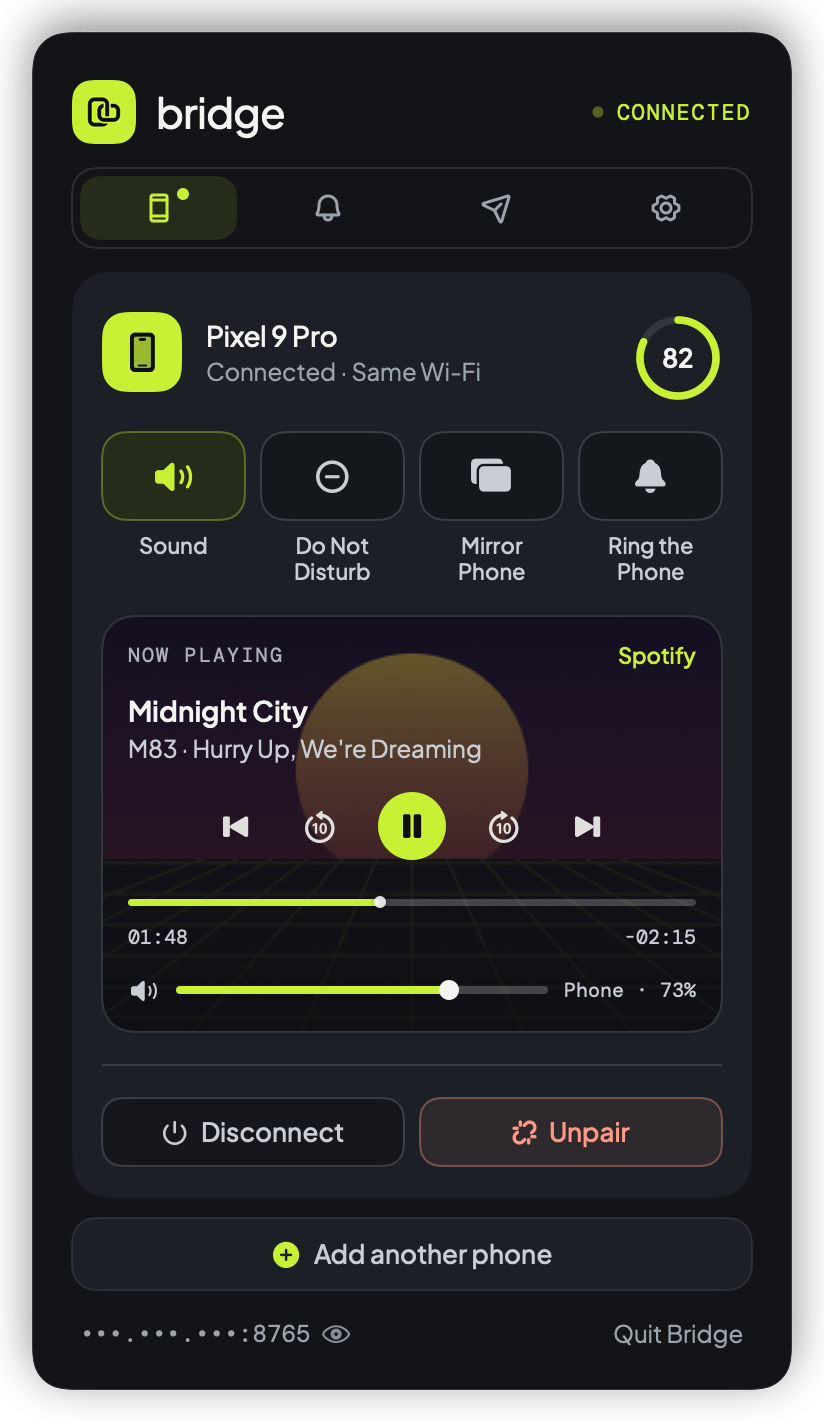 bridge
CONNECTED
Pixel 9 Pro
Connected · Same Wi-Fi
82
Sound
Do Not
Disturb
Mirror
Phone
Ring the
Phone
NOW PLAYING
Spotify
Midnight City
M83 · Hurry Up, We're Dreaming
10
10
01:48
-02:15
Phone · 73%
Disconnect
Unpair
Add another phone
•••.•••.•••:8765
Quit Bridge